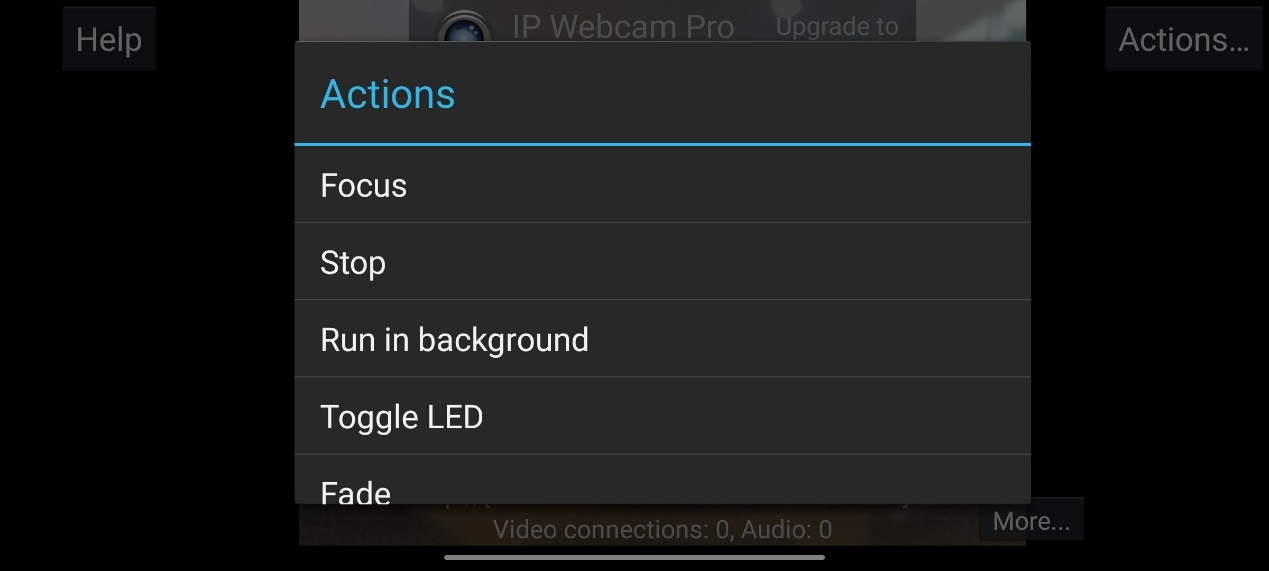 Help
IP Webcam Pro
Upgrade to
Actions...
Actions
Focus
Stop
Run in background
Toggle LED
Fade
Video connections: 0, Audio: 0
More...